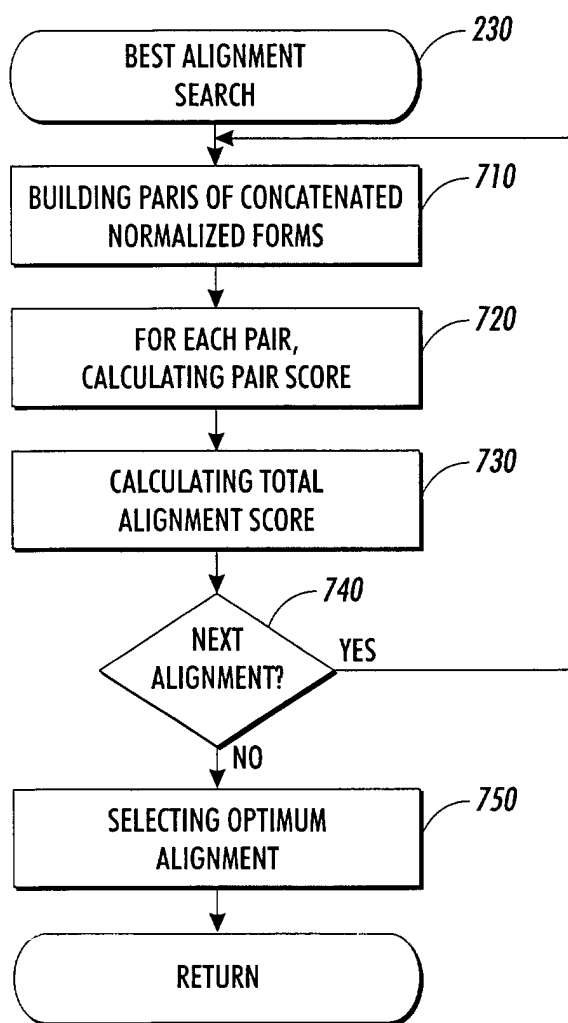 230
BEST ALIGNMENT
SEARCH
710
BUILDING PARIS OF CONCATENATED
NORMALIZED FORMS
720
FOR EACH PAIR,
CALCULATING PAIR SCORE
730
CALCULATING TOTAL
ALIGNMENT SCORE
740
NEXT
ALIGNMENT?
YES
NO
750
SELECTING OPTIMUM
ALIGNMENT
RETURN